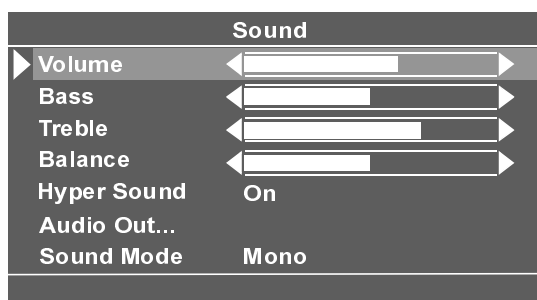 Sound
Volume
Bass
Treble
Balance
Hyper Sound On
Audio Out...
Sound Mode Mono